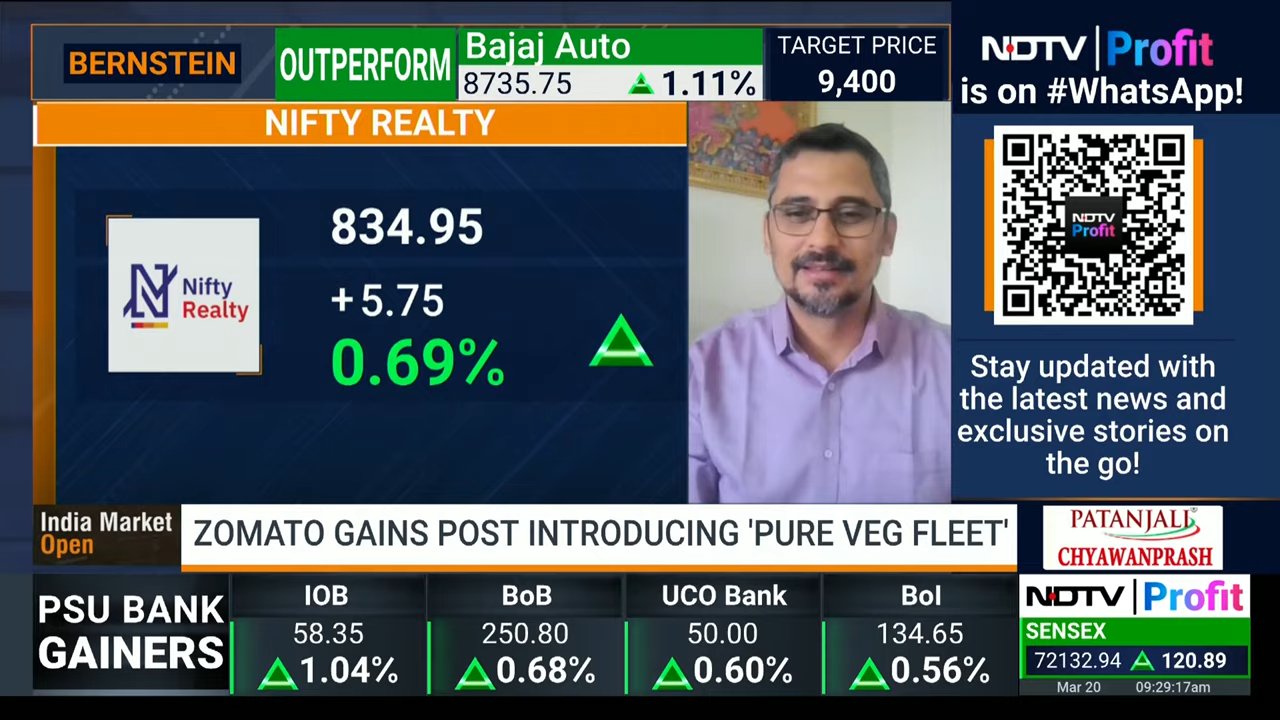 BERNSTEIN
OUTPERFORM
Bajaj Auto
8735.75
1.11%
TARGET PRICE
9,400
NDTV | Profit
is on #WhatsApp!
NIFTY REALTY
Nifty
Realty
834.95
+5.75
0.69%
NDTV
Profit
Stay updated with
the latest news and
exclusive stories on
the go!
India Market
Open
ZOMATO GAINS POST INTRODUCING 'PURE VEG FLEET'
PATANJALI
CHYAWANPRASH
PSU BANK
GAINERS
IOB
58.35
1.04%
BoB
250.80
0.68%
UCO Bank
50.00
0.60%
BoI
134.65
0.56%
NDTV | Profit
SENSEX
72132.94 120.89
Mar 20 09:29:17am